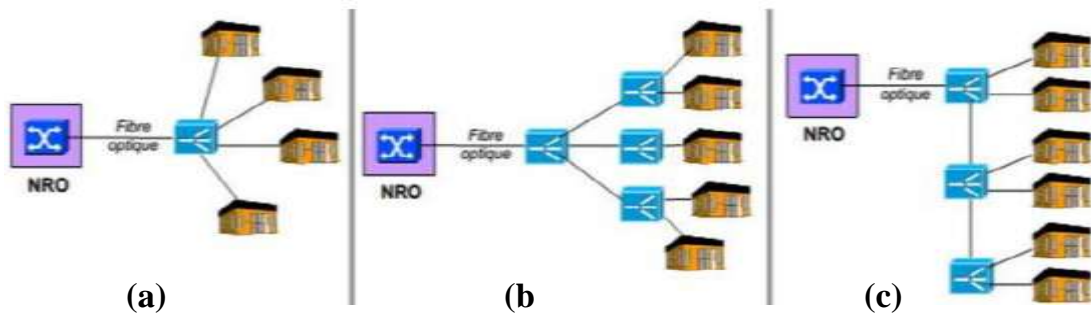 Fibre
optique
NRO
(a)
Fibre
optique
NRO
(b)
Fibre
optique
NRO
(c)